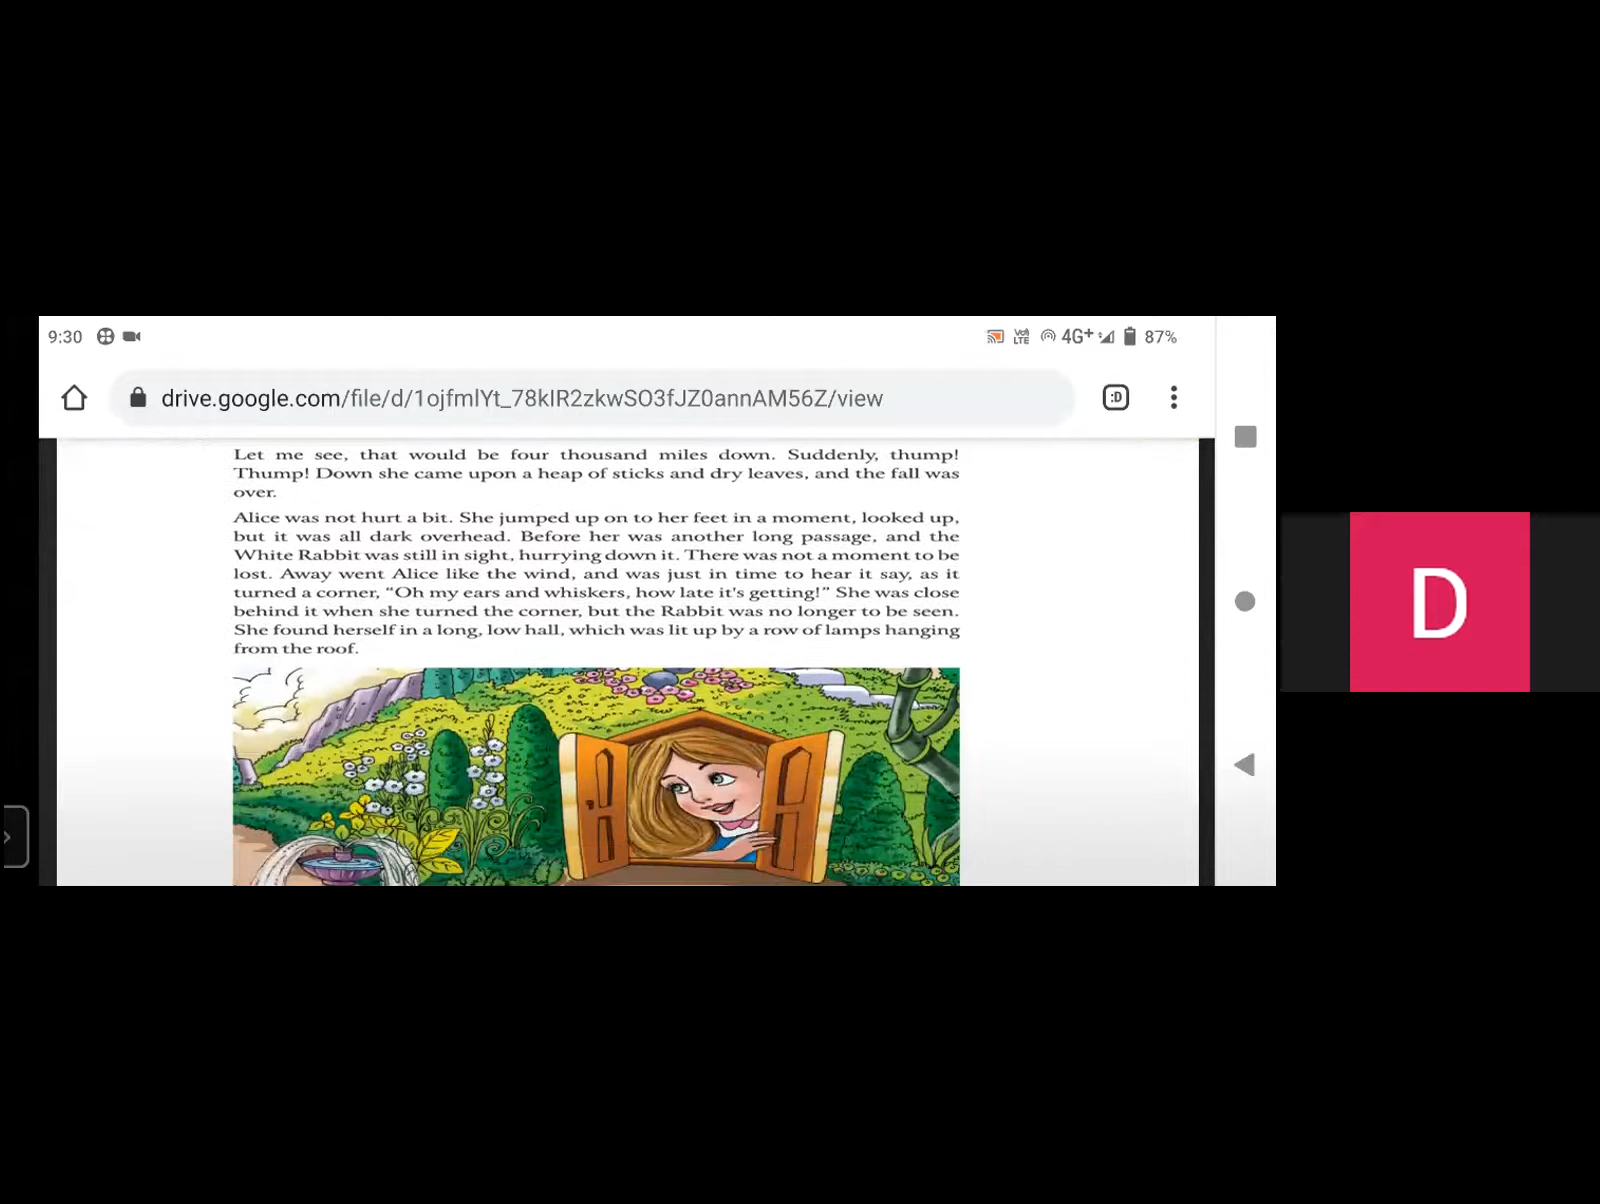 9:30
Vo) LTE 4G+ 87%
drive.google.com/file/d/1ojfmlYt_78kIR2zkwSO3fJZ0annAM56Z/view
:D
Let me see, that would be four thousand miles down. Suddenly, thump!
Thump! Down she came upon a heap of sticks and dry leaves, and the fall was
over.
Alice was not hurt a bit. She jumped up on to her feet in a moment, looked up,
but it was all dark overhead. Before her was another long passage, and the
White Rabbit was still in sight, hurrying down it. There was not a moment to be
lost. Away went Alice like the wind, and was just in time to hear it say, as it
turned a corner, “Oh my ears and whiskers, how late it's getting!” She was close
behind it when she turned the corner, but the Rabbit was no longer to be seen.
She found herself in a long, low hall, which was lit up by a row of lamps hanging
from the roof.
D